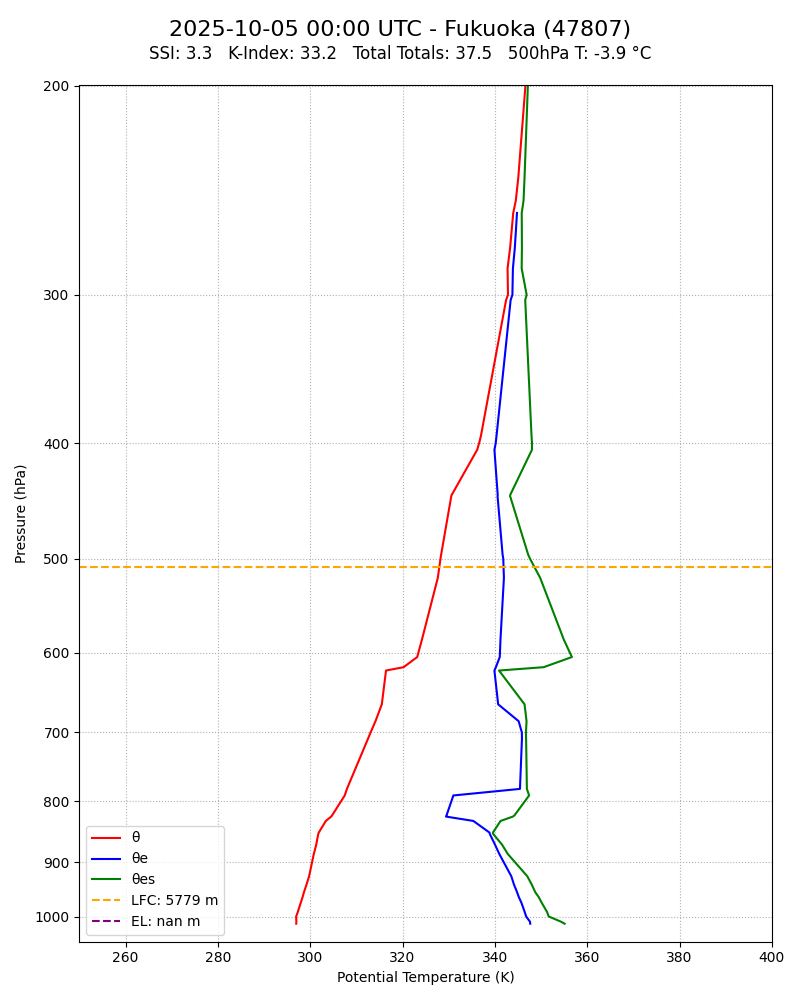 2025-10-05 00:00 UTC - Fukuoka (47807)
SSI: 3.3 K-Index: 33.2 Total Totals: 37.5 500hPa T: -3.9 °C
200
300
400
500
600
700
800
900
1000
Pressure (hPa)
θ
θe
θes
LFC: 5779 m
EL: nan m
260 280 300 320 340 360 380 400
Potential Temperature (K)